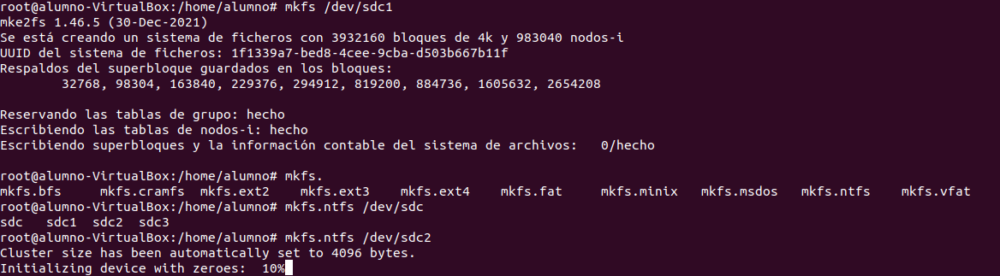 root@alumno-VirtualBox:/home/alumno# mkfs /dev/sdc1
mke2fs 1.46.5 (30-Dec-2021)
Se está creando un sistema de ficheros con 3932160 bloques de 4k y 983040 nodos-i
UUID del sistema de ficheros: 1f1339a7-bed8-4cee-9cba-d503b667b11f
Respaldos del superbloque guardados en los bloques:
32768, 98304, 163840, 229376, 294912, 819200, 884736, 1605632, 2654208
Reservando las tablas de grupo: hecho
Escribiendo las tablas de nodos-i: hecho
Escribiendo superbloques y la información contable del sistema de archivos:   0/hecho
root@alumno-VirtualBox:/home/alumno# mkfs.
mkfs.bfs     mkfs.cramfs  mkfs.ext2    mkfs.ext3    mkfs.ext4    mkfs.fat     mkfs.minix   mkfs.msdos   mkfs.ntfs    mkfs.vfat
root@alumno-VirtualBox:/home/alumno# mkfs.ntfs /dev/sdc
sdc   sdc1  sdc2  sdc3
root@alumno-VirtualBox:/home/alumno# mkfs.ntfs /dev/sdc2
Cluster size has been automatically set to 4096 bytes.
Initializing device with zeroes:  10%